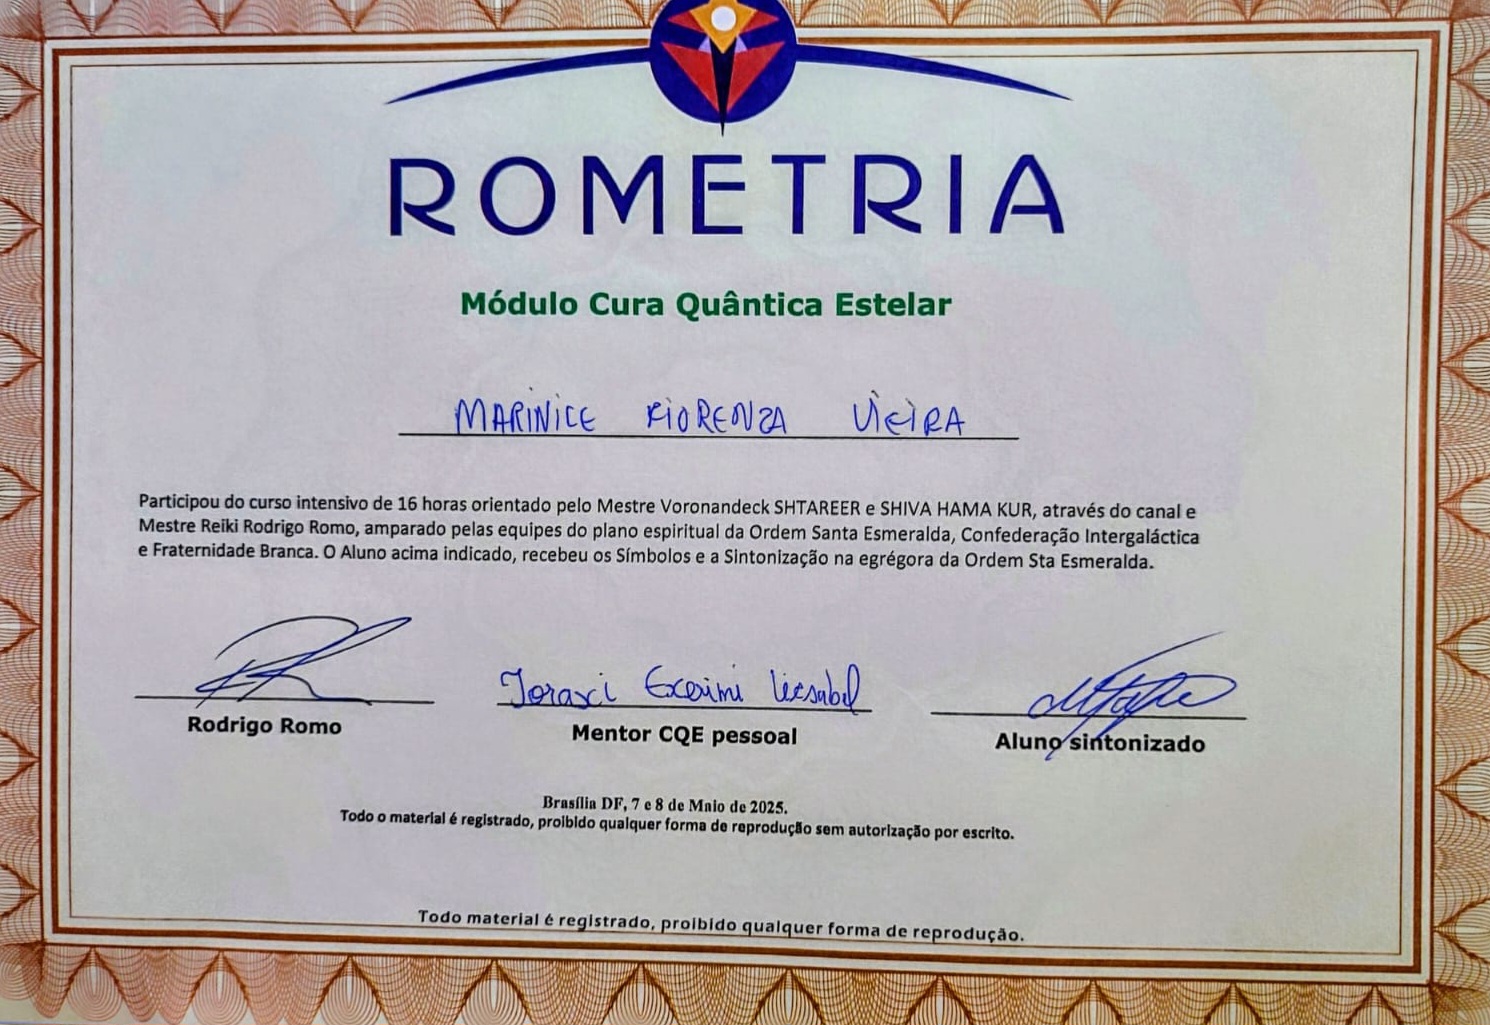 ROMETRIA
Módulo Cura Quântica Estelar
MARINICE FIORENZA VIEIRA
Participou do curso intensivo de 16 horas orientado pelo Mestre Voronandeck SHTAREER e SHIVA HAMA KUR, através do canal e
Mestre Reiki Rodrigo Romo, amparado pelas equipes do plano espiritual da Ordem Santa Esmeralda, Confederação Intergaláctica
e Fraternidade Branca. O Aluno acima indicado, recebeu os Símbolos e a Sintonização na egrégora da Ordem Sta Esmeralda.
Rodrigo Romo
Mentor CQE pessoal
Aluno sintonizado
Brasília DF, 7 e 8 de Maio de 2025.
Todo o material é registrado, proibido qualquer forma de reprodução sem autorização por escrito.
Todo material é registrado, proibido qualquer forma de reprodução.